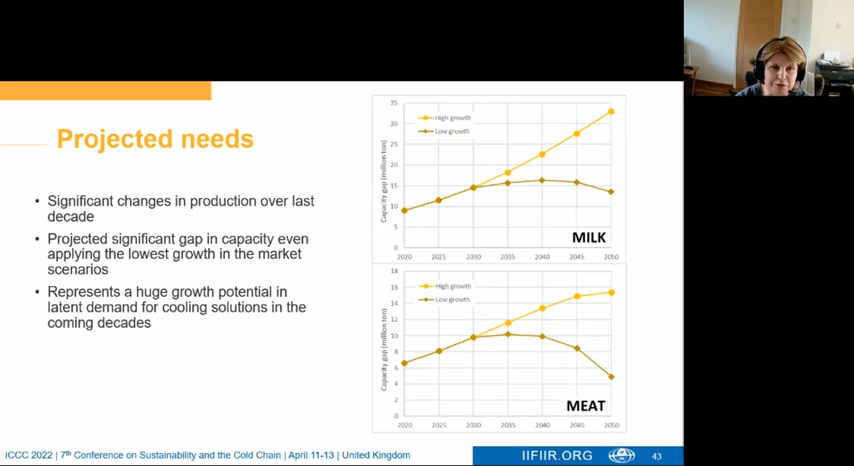 Projected needs
• Significant changes in production over last
decade
• Projected significant gap in capacity even
applying the lowest growth in the market
scenarios
• Represents a huge growth potential in
latent demand for cooling solutions in the
coming decades
Capacity gap (million ton)
35
30
25
20
15
10
5
0
High growth
Low growth
MILK
2020 2025 2030 2035 2040 2045 2050
Capacity gap (million ton)
18
16
14
12
10
8
6
4
2
0
High growth
Low growth
MEAT
2020 2025 2030 2035 2040 2045 2050
ICCC 2022 | 7th Conference on Sustainability and the Cold Chain | April 11-13 | United Kingdom
IIFIIR.ORG
43